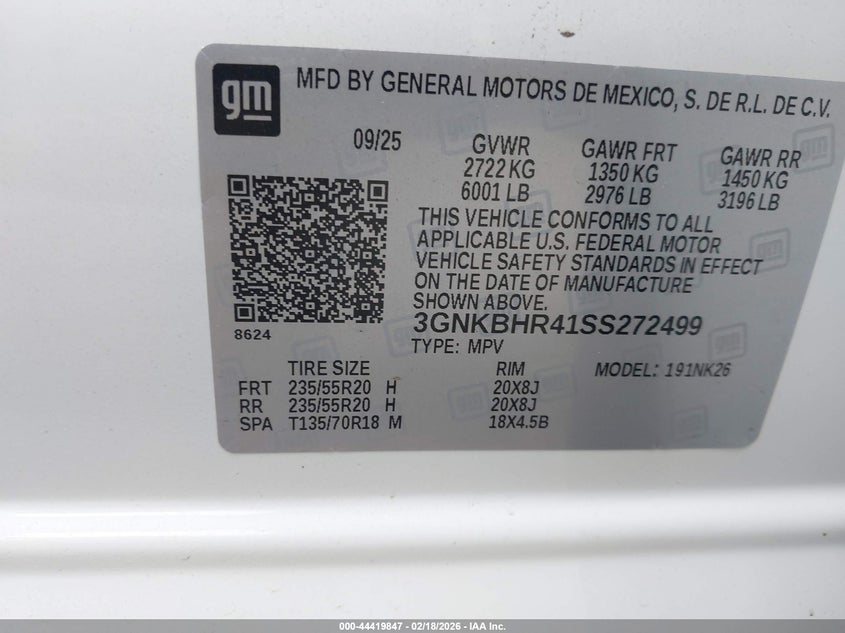 gm
MFD BY GENERAL MOTORS DE MEXICO, S. DE R.L. DE C.V.
09/25
GVWR
2722 KG
6001 LB
GAWR FRT
1350 KG
2976 LB
GAWR RR
1450 KG
3196 LB
THIS VEHICLE CONFORMS TO ALL
APPLICABLE U.S. FEDERAL MOTOR
VEHICLE SAFETY STANDARDS IN EFFECT
ON THE DATE OF MANUFACTURE
SHOWN ABOVE.
8624
3GNKBHR41SS272499
TYPE: MPV
TIRE SIZE RIM MODEL: 191NK26
FRT 235/55R20 H 20X8J
RR 235/55R20 H 20X8J
SPA T135/70R18 M 18X4.5B
000-44419847 - 02/18/2026 - IAA Inc.